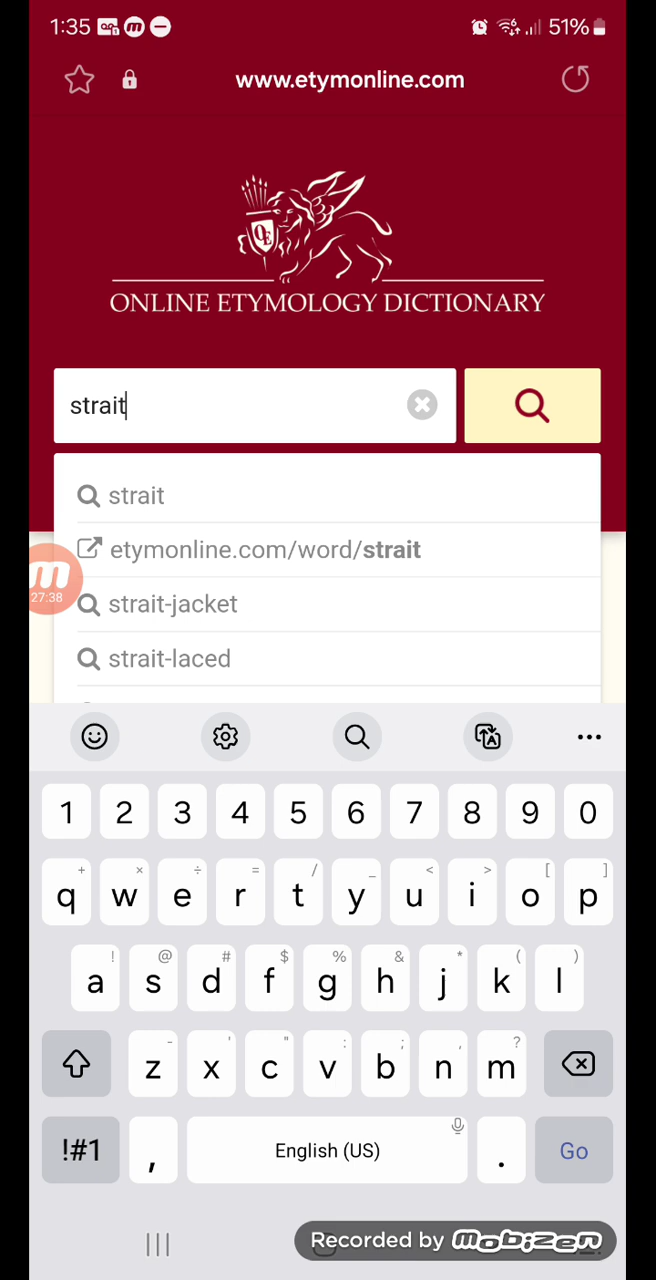 1:35 51%
www.etymonline.com
OE
ONLINE ETYMOLOGY DICTIONARY
strait
strait
etymonline.com/word/strait
m
27:38
strait-jacket
strait-laced
1 2 3 4 5 6 7 8 9 0
+ × ÷ = / _ < > [ ]
q w e r t y u i o p
! @ # $ % & * ( )
a s d f g h j k l
- ' " : ; , ?
z x c v b n m
!#1 , English (US) . Go
Recorded by mobizen